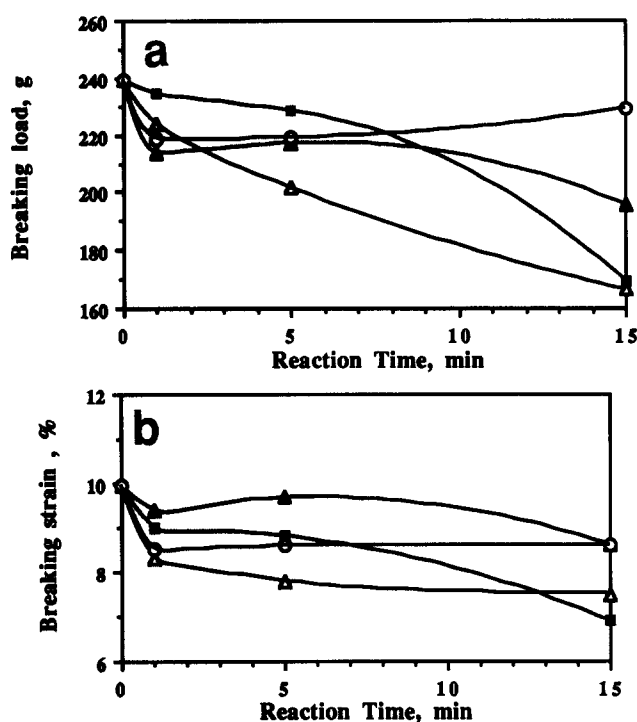 260
a
240
220
200
180
160
Breaking load, g
0 5 10 15
Reaction Time, min
12
b
10
8
6
Breaking strain , %
0 5 10 15
Reaction Time, min